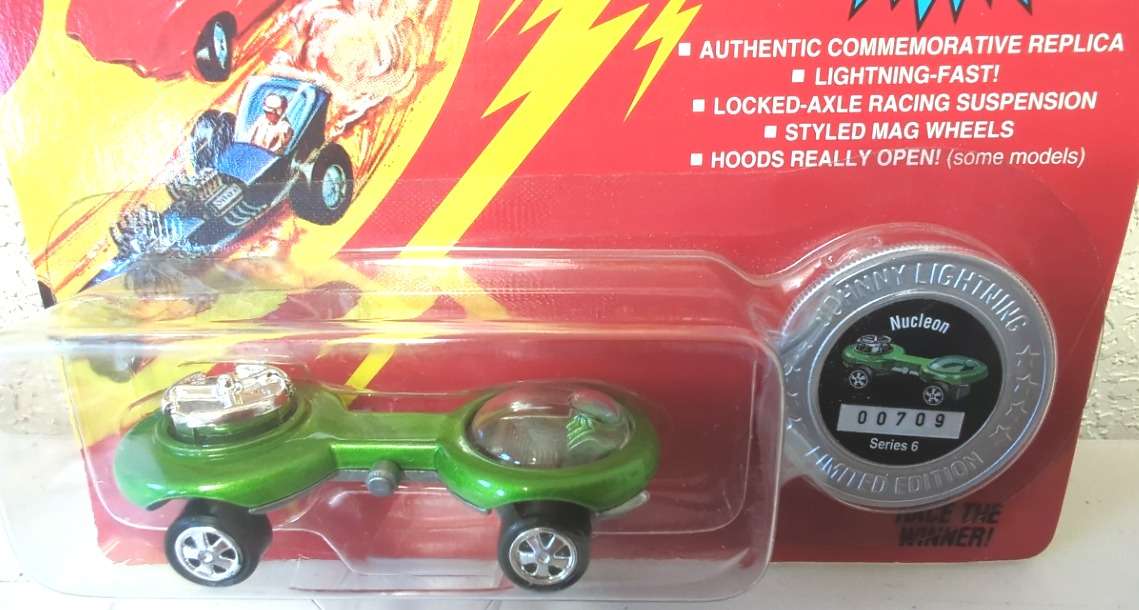 ■ AUTHENTIC COMMEMORATIVE REPLICA
■ LIGHTNING-FAST!
■ LOCKED-AXLE RACING SUSPENSION
■ STYLED MAG WHEELS
■ HOODS REALLY OPEN! (some models)
JOHNNY LIGHTNING
Nucleon
00709
Series 6
LIMITED EDITION
RACE THE
WINNER!